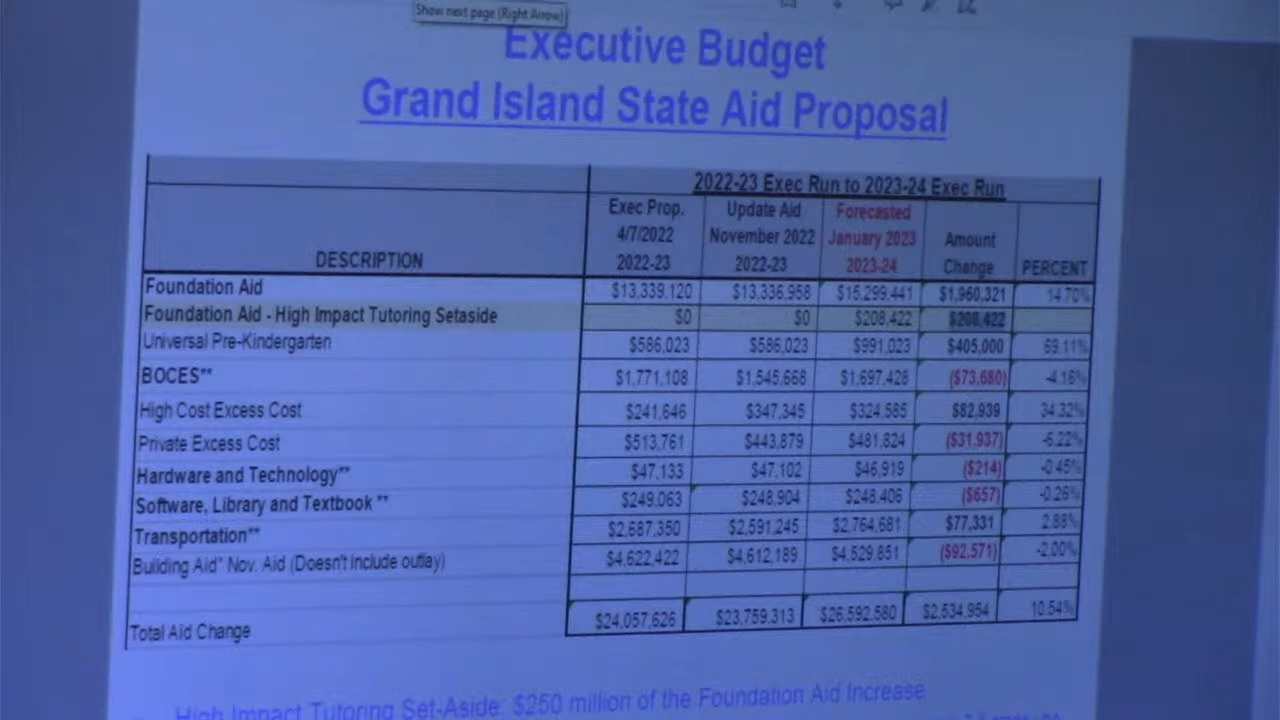 Show next page (Right Arrow)
Executive Budget
Grand Island State Aid Proposal
2022-23 Exec Run to 2023-24 Exec Run
DESCRIPTION Exec Prop. 4/7/2022 2022-23 Update Aid November 2022 2022-23 Forecasted January 2023 2023-24 Amount Change PERCENT
Foundation Aid $13,339,120 $13,336,958 $15,299,441 $1,960,321 14.70%
Foundation Aid - High Impact Tutoring Setaside $0 $0 $208,422 $208,422
Universal Pre-Kindergarten $586,023 $586,023 $991,023 $405,000 69.11%
BOCES** $1,771,108 $1,545,668 $1,697,428 ($73,680) -4.16%
High Cost Excess Cost $241,646 $347,345 $324,585 $82,939 34.32%
Private Excess Cost $513,761 $443,879 $481,824 ($31,937) -6.22%
Hardware and Technology** $47,133 $47,102 $46,919 ($214) -0.45%
Software, Library and Textbook ** $249,063 $248,904 $248,406 ($657) -0.26%
Transportation** $2,687,350 $2,591,245 $2,764,681 $77,331 2.88%
Building Aid* Nov. Aid (Doesn't include outlay) $4,622,422 $4,612,189 $4,529,851 ($92,571) -2.00%
Total Aid Change $24,057,626 $23,759,313 $26,592,580 $2,534,954 10.54%
High Impact Tutoring Set-Aside: $250 million of the Foundation Aid Increase